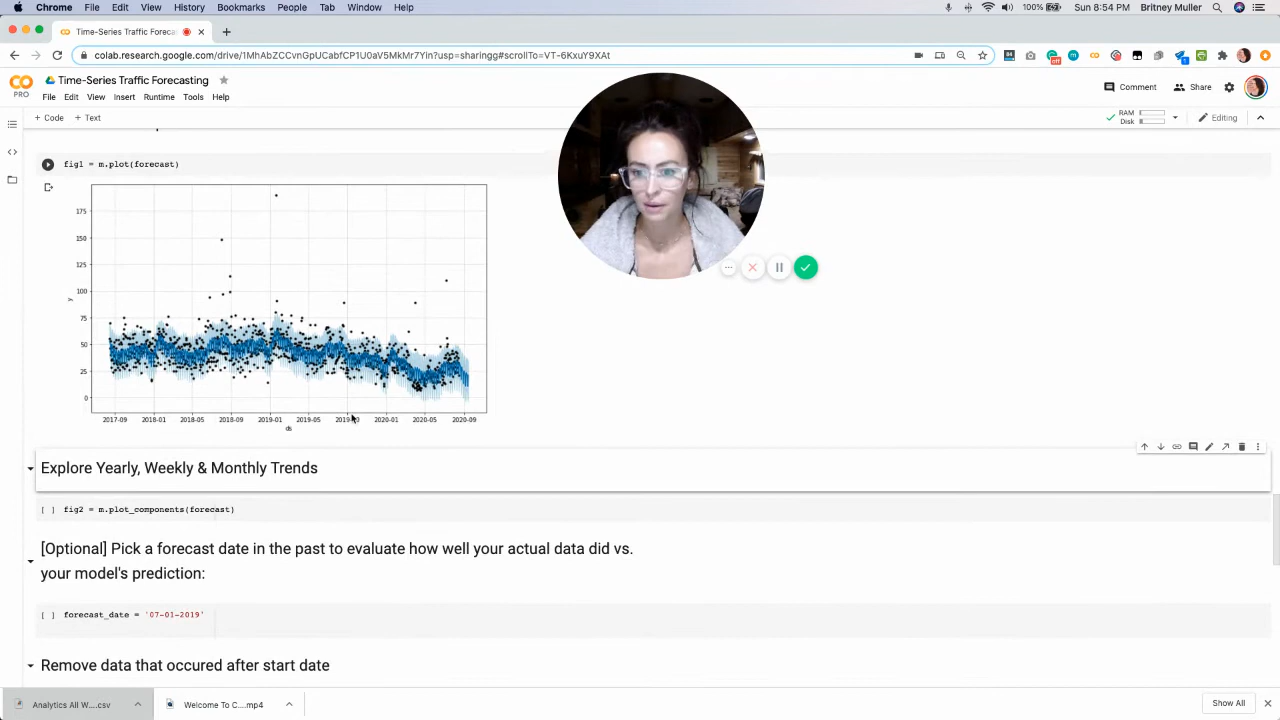 Chrome File Edit View History Bookmarks People Tab Window Help 100% Sun 8:54 PM Britney Muller
Time-Series Traffic Forecasting
colab.research.google.com/drive/1MhAbZCCvnGpUCabfCP1U0aV5MkMr7Yin?usp=sharingg#scrollTo=VT-6KxuY9XAt
PRO
Time-Series Traffic Forecasting
File Edit View Insert Runtime Tools Help
Comment Share
+ Code + Text
RAM
Disk
Editing
fig1 = m.plot(forecast)
175
150
125
100
75
50
25
0
y
2017-09 2018-01 2018-05 2018-09 2019-01 2019-05 2020-01 2020-05 2020-09
ds
Explore Yearly, Weekly & Monthly Trends
[ ] fig2 = m.plot_components(forecast)
[Optional] Pick a forecast date in the past to evaluate how well your actual data did vs.
your model's prediction:
[ ] forecast_date = '07-01-2019'
Remove data that occured after start date
Analytics All W....csv Welcome To C....mp4 Show All